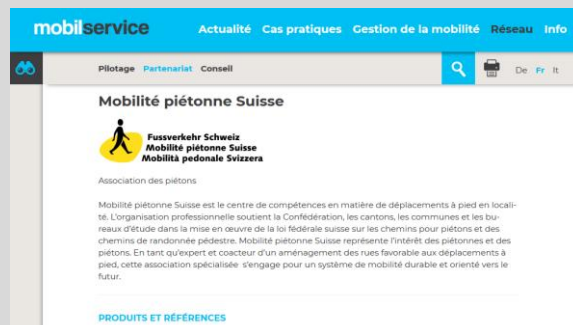 mobilservice
Actualité Cas pratiques Gestion de la mobilité Réseau Info
Pilotage Partenariat Conseil
De Fr It
Mobilité piétonne Suisse
Fussverkehr Schweiz
Mobilité piétonne Suisse
Mobilità pedonale Svizzera
Association des piétons
Mobilité piétonne Suisse est le centre de compétences en matière de déplacements à pied en locali-
té. L'organisation professionnelle soutient la Confédération, les cantons, les communes et les bu-
reaux d'étude dans la mise en œuvre de la loi fédérale suisse sur les chemins pour piétons et des
chemins de randonnée pédestre. Mobilité piétonne Suisse représente l'intérêt des piétonnes et des
piétons. En tant qu'expert et coacteur d'un aménagement des rues favorable aux déplacements à
pied, cette association spécialisée s'engage pour un système de mobilité durable et orienté vers le
futur.
PRODUITS ET RÉFÉRENCES